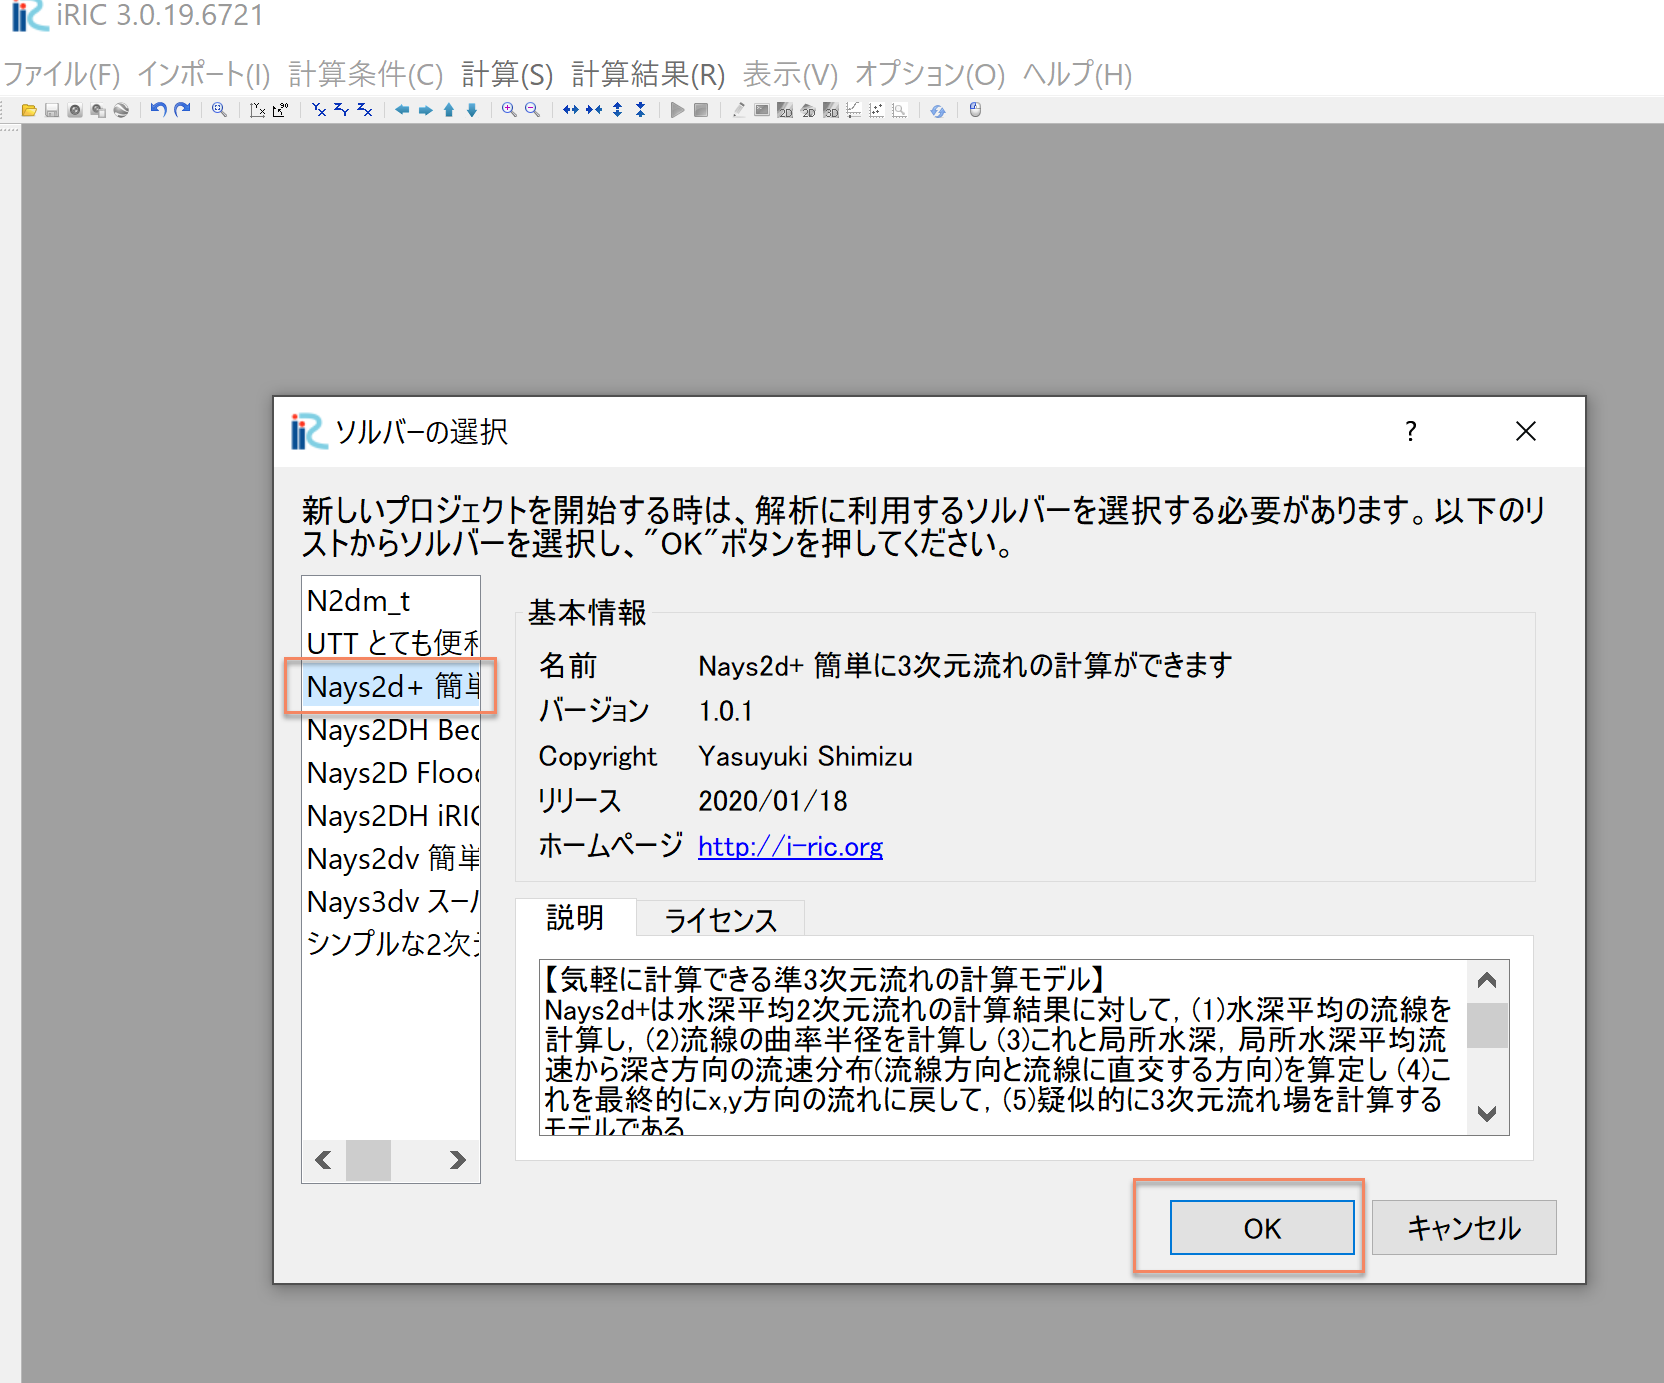 iRIC 3.0.19.6721
ファイル(F) インポート(I) 計算条件(C) 計算(S) 計算結果(R) 表示(V) オプション(O) ヘルプ(H)
ソルバーの選択
新しいプロジェクトを開始する時は、解析に利用するソルバーを選択する必要があります。以下のリ
ストからソルバーを選択し、"OK"ボタンを押してください。
N2dm_t
UTT とても便利
Nays2d+ 簡単
Nays2DH Bed
Nays2D Flood
Nays2DH iRIC
Nays2dv 簡単
Nays3dv スーパ
シンプルな2次元
基本情報
名前 Nays2d+ 簡単に3次元流れの計算ができます
バージョン 1.0.1
Copyright Yasuyuki Shimizu
リリース 2020/01/18
ホームページ http://i-ric.org
説明 ライセンス
【気軽に計算できる準3次元流れの計算モデル】
Nays2d+は水深平均2次元流れの計算結果に対して, (1)水深平均の流線を
計算し, (2)流線の曲率半径を計算し (3)これと局所水深, 局所水深平均流
速から深さ方向の流速分布(流線方向と流線に直交する方向)を算定し (4)こ
れを最終的にx,y方向の流れに戻して, (5)疑似的に3次元流れ場を計算する
モデルである
OK キャンセル